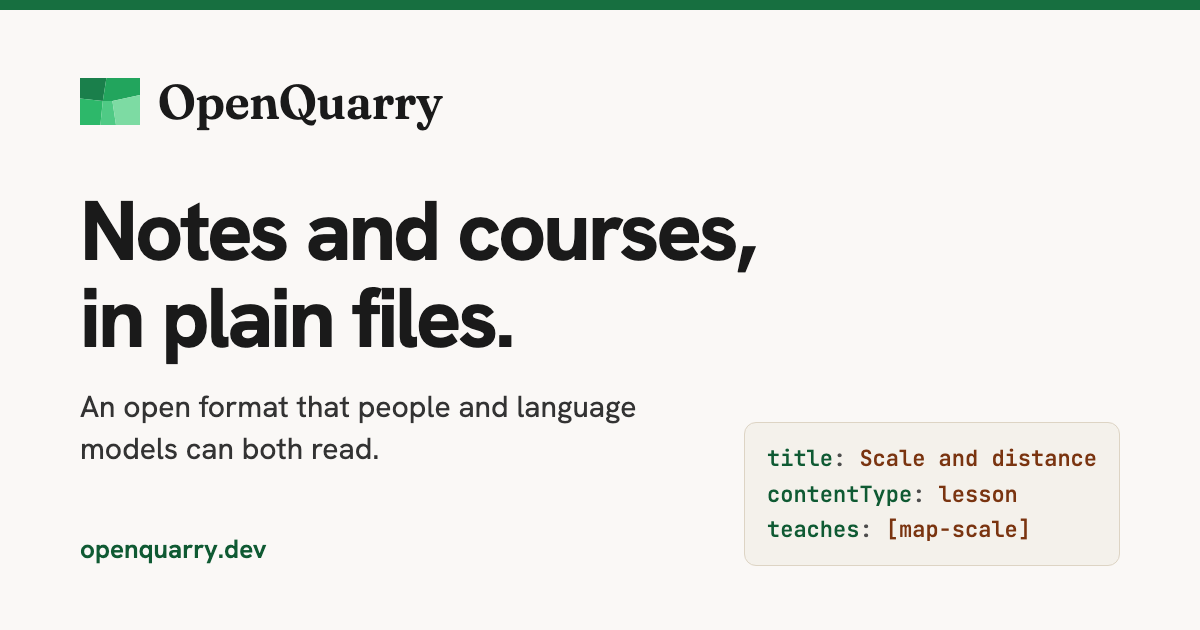 OpenQuarry
Notes and courses,
in plain files.
An open format that people and language
models can both read.
title: Scale and distance
contentType: lesson
teaches: [map-scale]
openquarry.dev